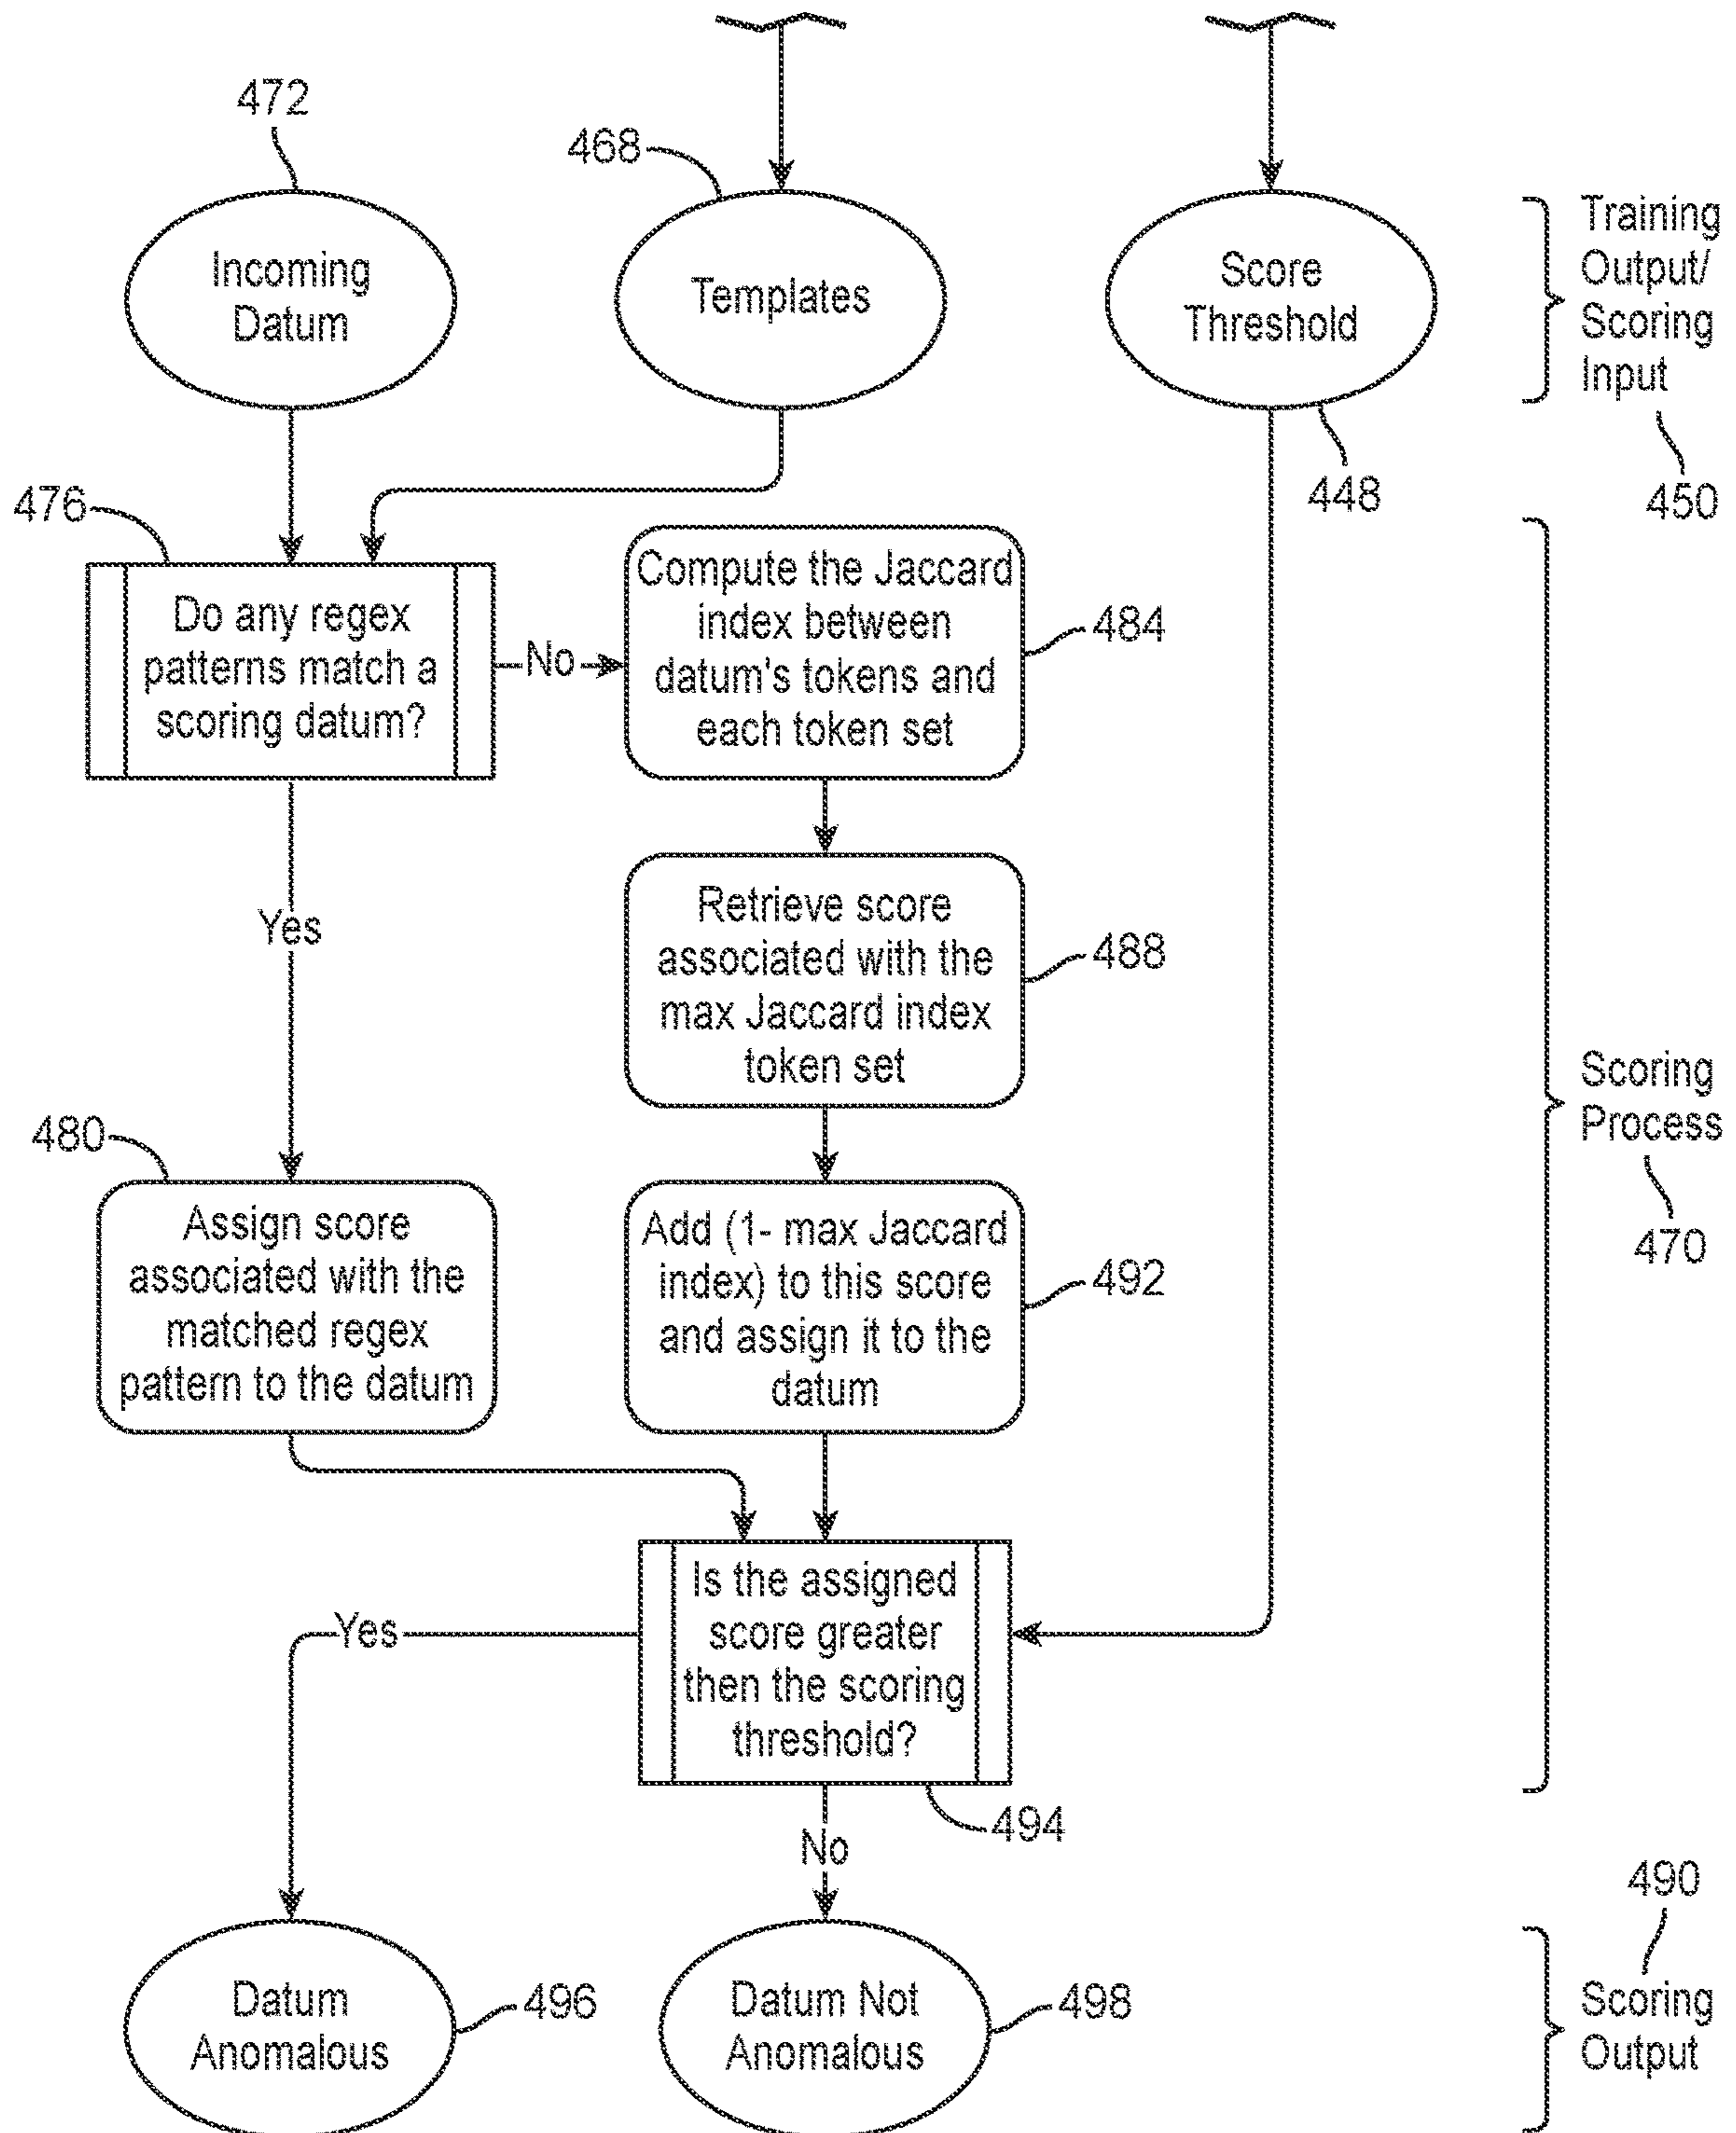 472
468
Incoming
Datum
Templates
Score
Threshold
Training
Output/
Scoring
Input
448
450
476
Do any regex
patterns match a
scoring datum?
No
Compute the Jaccard
index between
datum's tokens and
each token set
484
Yes
Retrieve score
associated with the
max Jaccard index
token set
488
Scoring
Process
470
480
Assign score
associated with the
matched regex
pattern to the datum
Add (1- max Jaccard
index) to this score
and assign it to the
datum
492
Is the assigned
score greater
then the scoring
threshold?
Yes
494
No
490
Datum
Anomalous
496
Datum Not
Anomalous
498
Scoring
Output